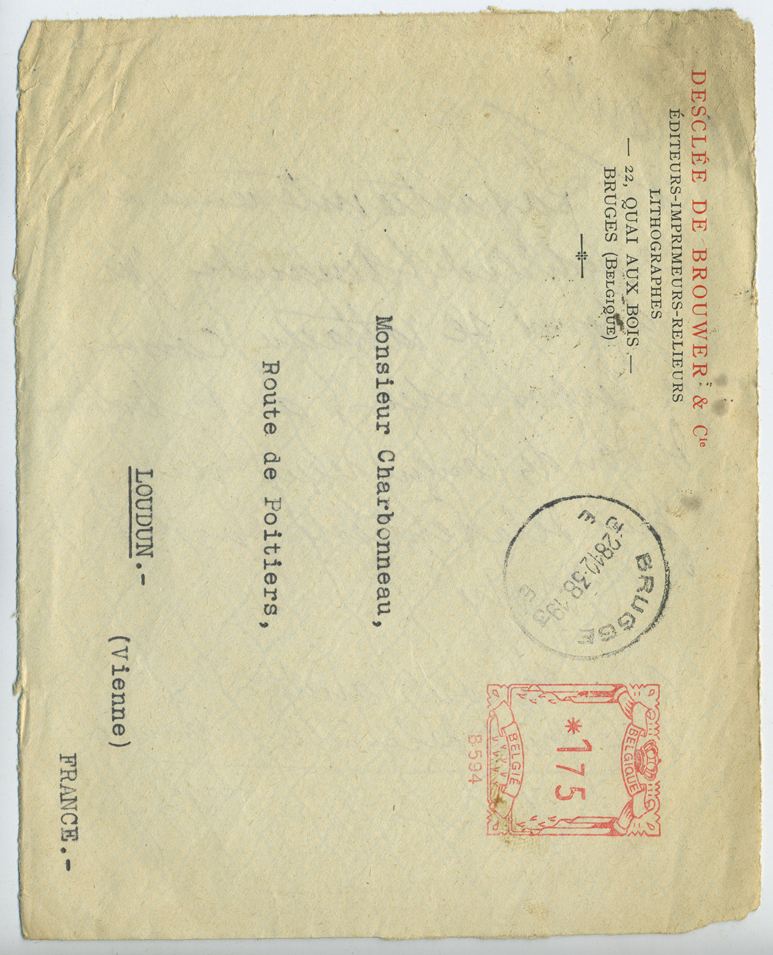 DESCLÉE DE BROUWER & Cie
ÉDITEURS-IMPRIMEURS-RELIEURS
LITHOGRAPHES
— 22, QUAI AUX BOIS —
BRUGES (BELGIQUE)
BRUGGE
BELGIQUE
*175
BELGIË
B594
Monsieur Charbonneau,
Route de Poitiers,
LOUDUN.-
(Vienne)
FRANCE.-